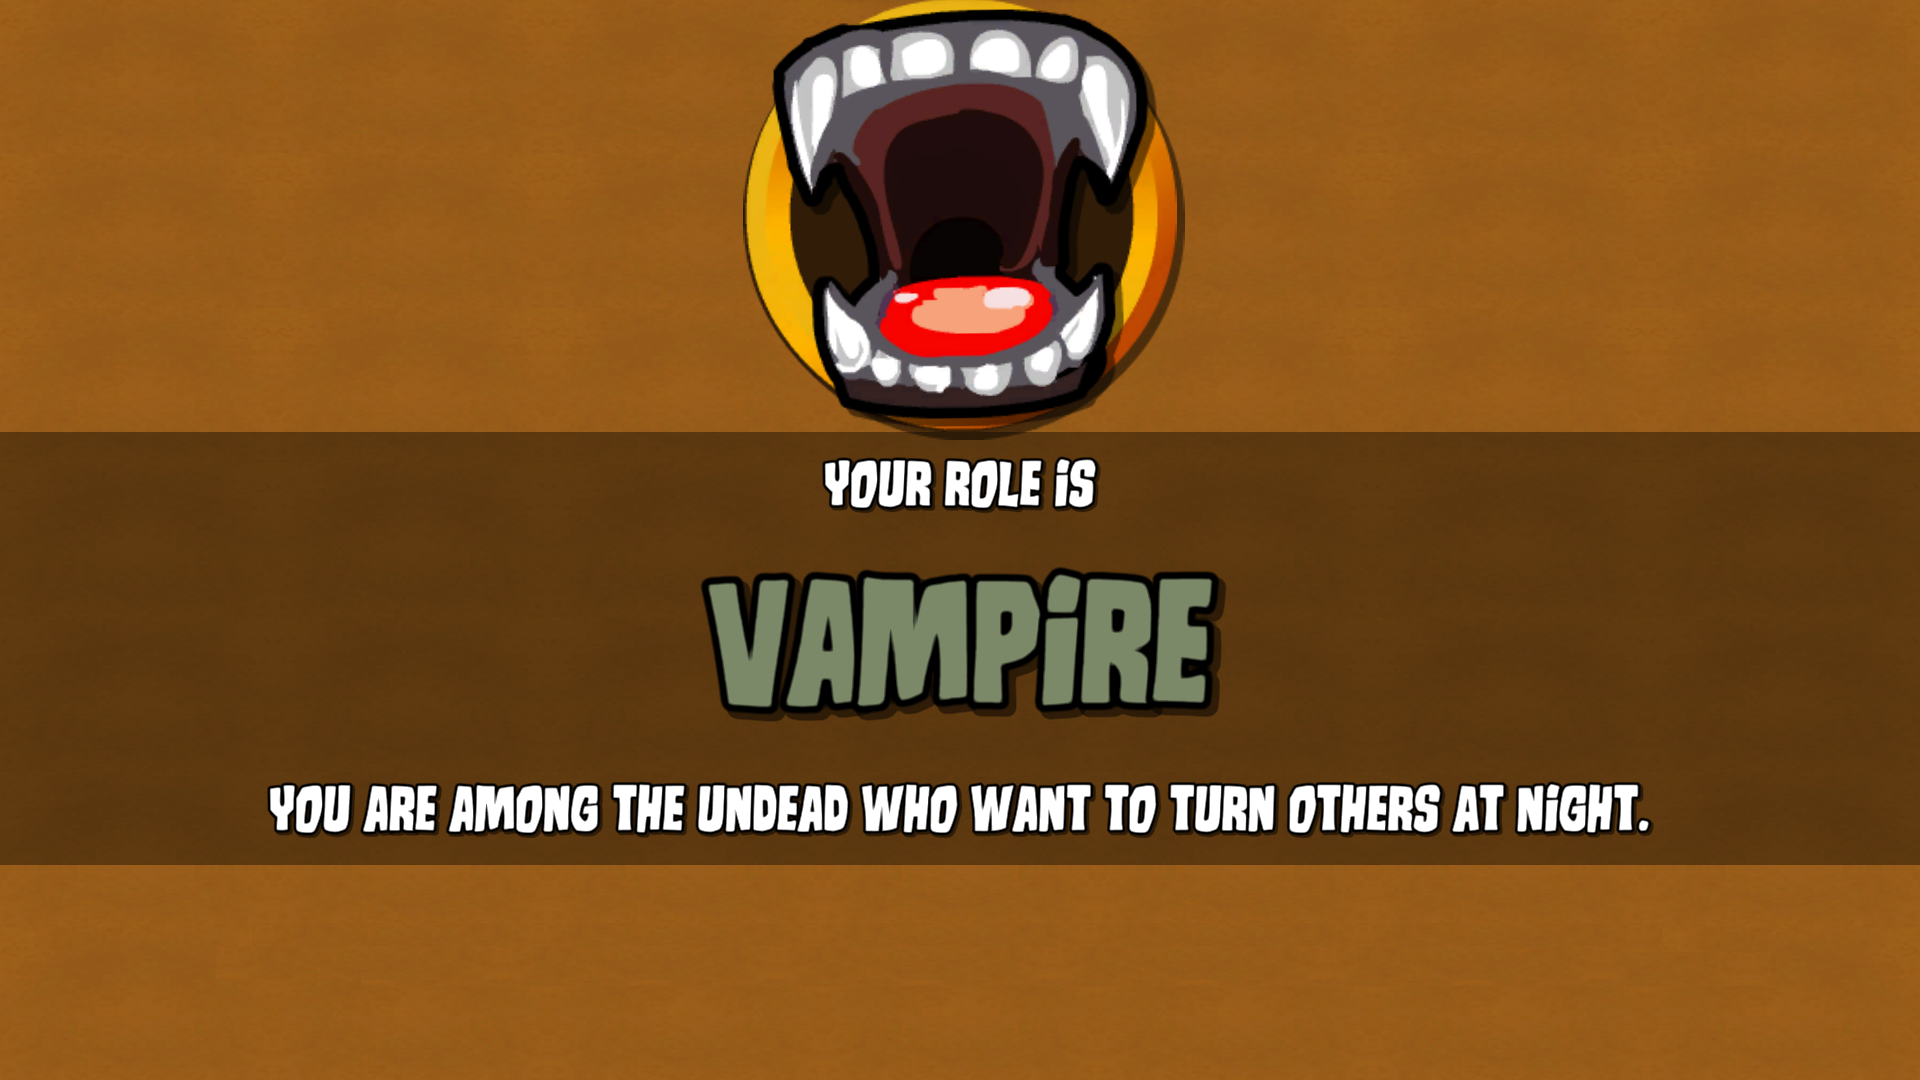 YOUR ROLE IS
VAMPIRE
YOU ARE AMONG THE UNDEAD WHO WANT TO TURN OTHERS AT NIGHT.